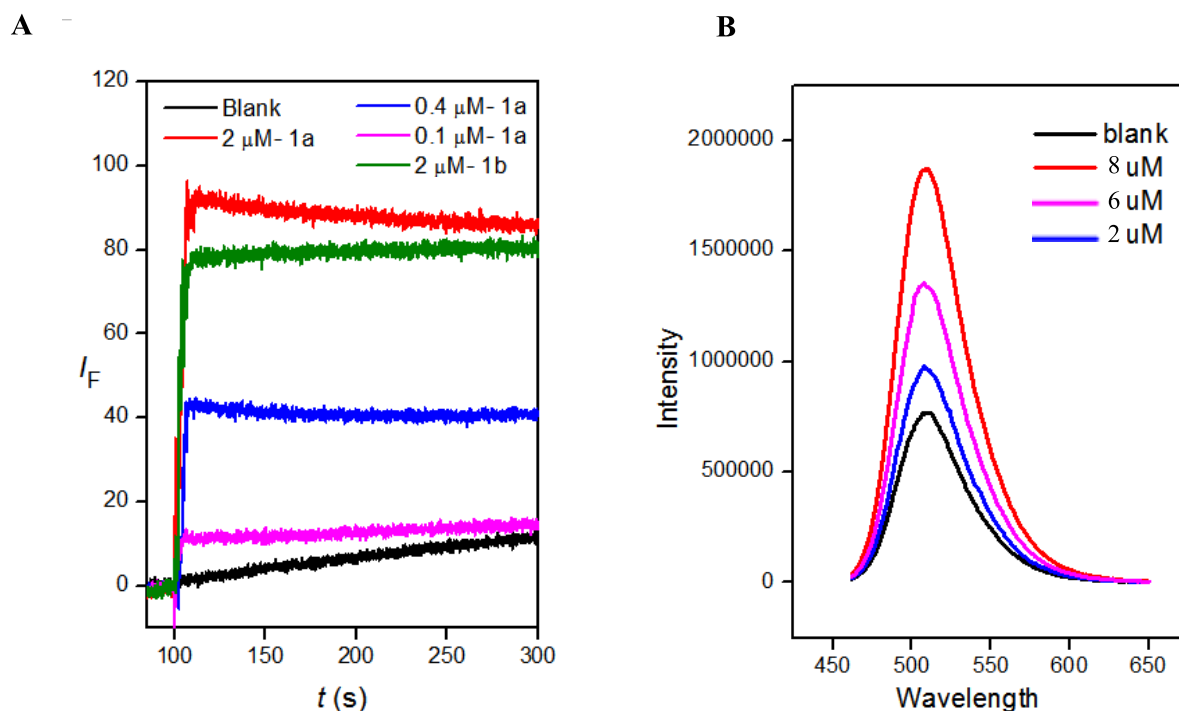 A
B
120
100
80
60
40
20
0
I_F
Blank
2 μM- 1a
0.4 μM- 1a
0.1 μM- 1a
2 μM- 1b
100 150 200 250 300
t (s)
2000000
1500000
1000000
500000
0
Intensity
blank
8 uM
6 uM
2 uM
450 500 550 600 650
Wavelength